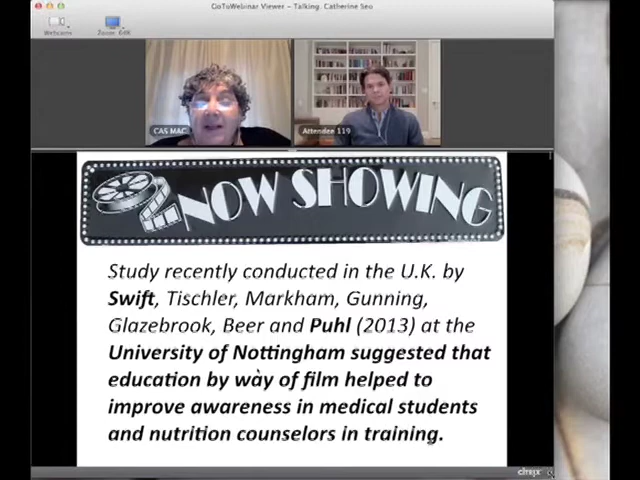 GoToWebinar Viewer - Talking: Catherine Seo
Webcams
CAS MAC
Attendee 119
NOW SHOWING
Study recently conducted in the U.K. by
Swift, Tischler, Markham, Gunning,
Glazebrook, Beer and Puhl (2013) at the
University of Nottingham suggested that
education by way of film helped to
improve awareness in medical students
and nutrition counselors in training.
citrix